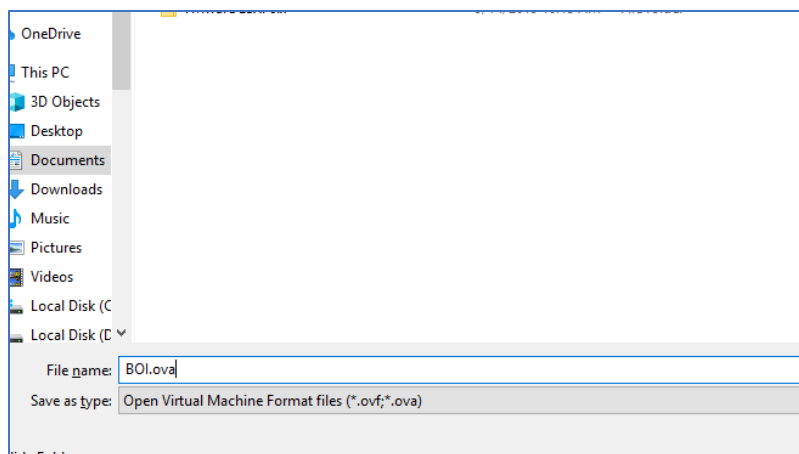 OneDrive
This PC
3D Objects
Desktop
Documents
Downloads
Music
Pictures
Videos
Local Disk (C
Local Disk (D
File name: BOI.ova
Save as type: Open Virtual Machine Format files (*.ovf;*.ova)